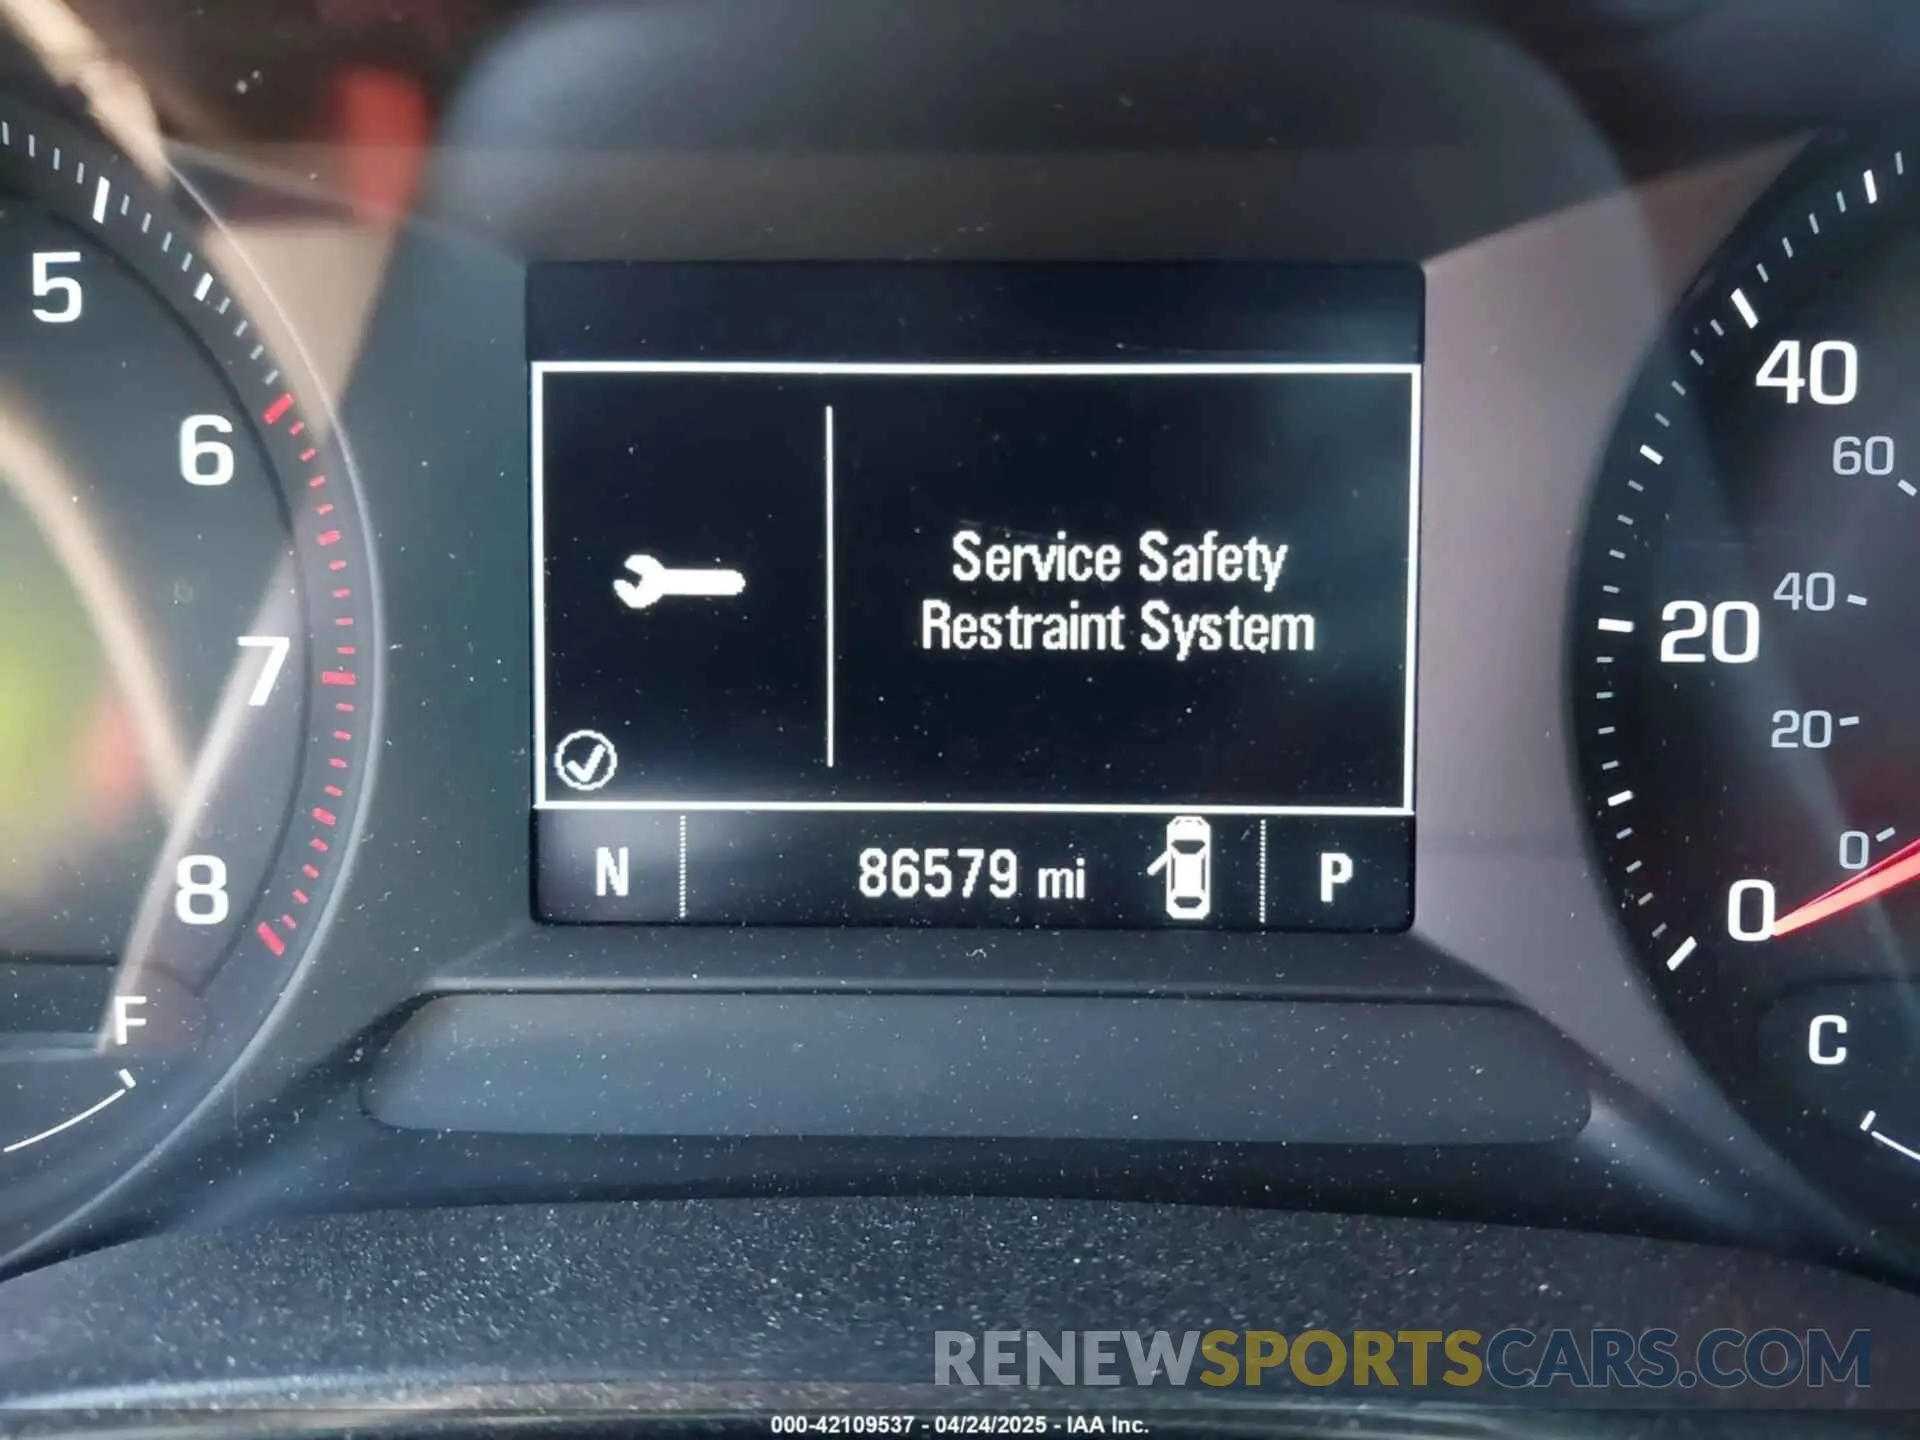 5
6
7
8
F
Service Safety
Restraint System
N 86579 mi P
40
60
20
40
20
0
0
C
RENEWSPORTSCARS.COM
000-42109537 - 04/24/2025 - IAA Inc.